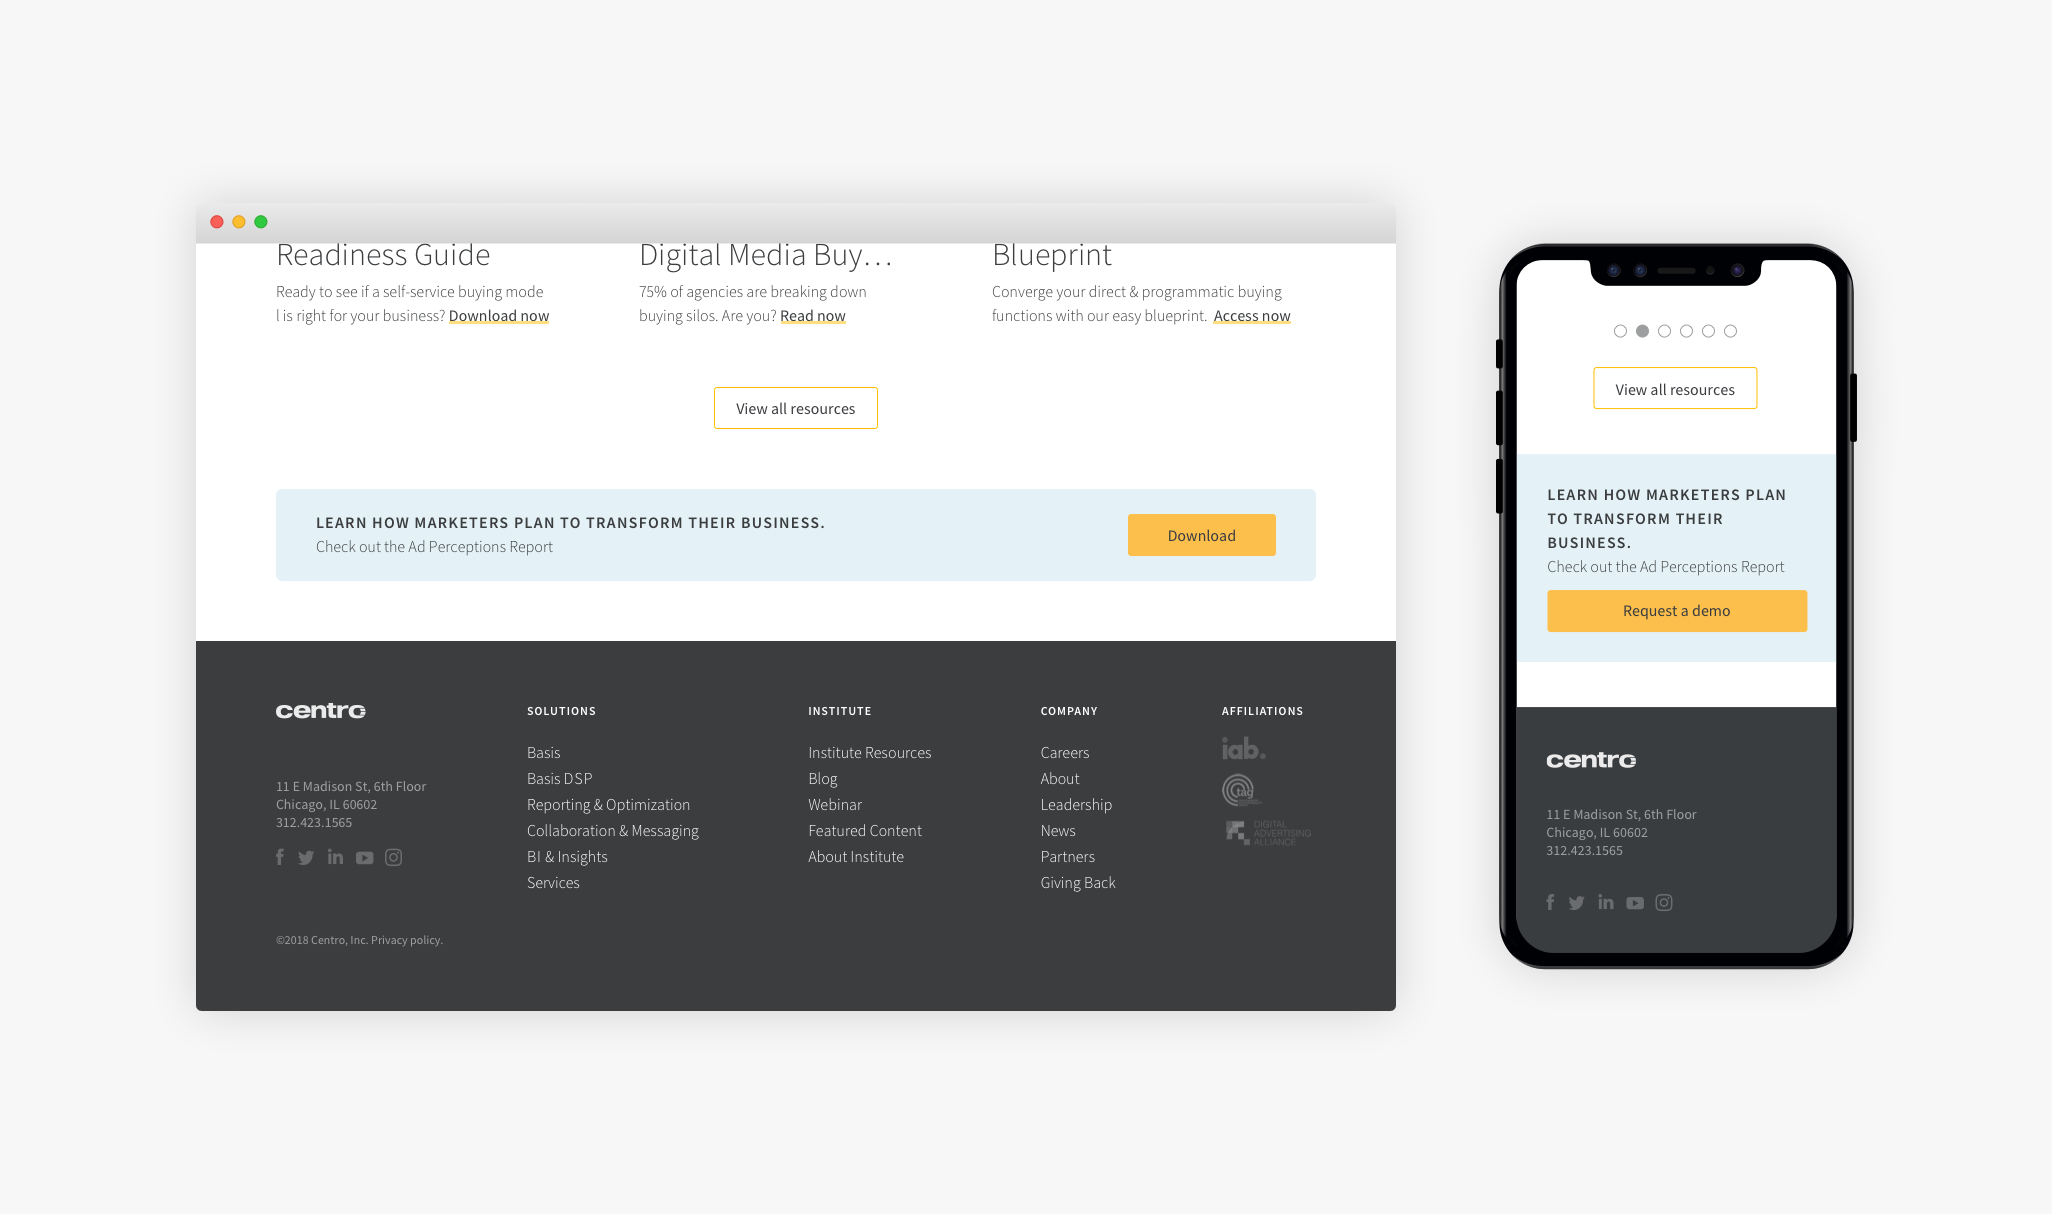 Readiness Guide
Ready to see if a self-service buying mode
l is right for your business? Download now
Digital Media Buy…
75% of agencies are breaking down
buying silos. Are you? Read now
Blueprint
Converge your direct & programmatic buying
functions with our easy blueprint. Access now
View all resources
LEARN HOW MARKETERS PLAN TO TRANSFORM THEIR BUSINESS.
Check out the Ad Perceptions Report
Download
centro
11 E Madison St, 6th Floor
Chicago, IL 60602
312.423.1565
f in
©2018 Centro, Inc. Privacy policy.
SOLUTIONS
Basis
Basis DSP
Reporting & Optimization
Collaboration & Messaging
BI & Insights
Services
INSTITUTE
Institute Resources
Blog
Webinar
Featured Content
About Institute
COMPANY
Careers
About
Leadership
News
Partners
Giving Back
AFFILIATIONS
iab.
tag
DIGITAL
ADVERTISING
ALLIANCE
View all resources
LEARN HOW MARKETERS PLAN
TO TRANSFORM THEIR
BUSINESS.
Check out the Ad Perceptions Report
Request a demo
centro
11 E Madison St, 6th Floor
Chicago, IL 60602
312.423.1565
f in